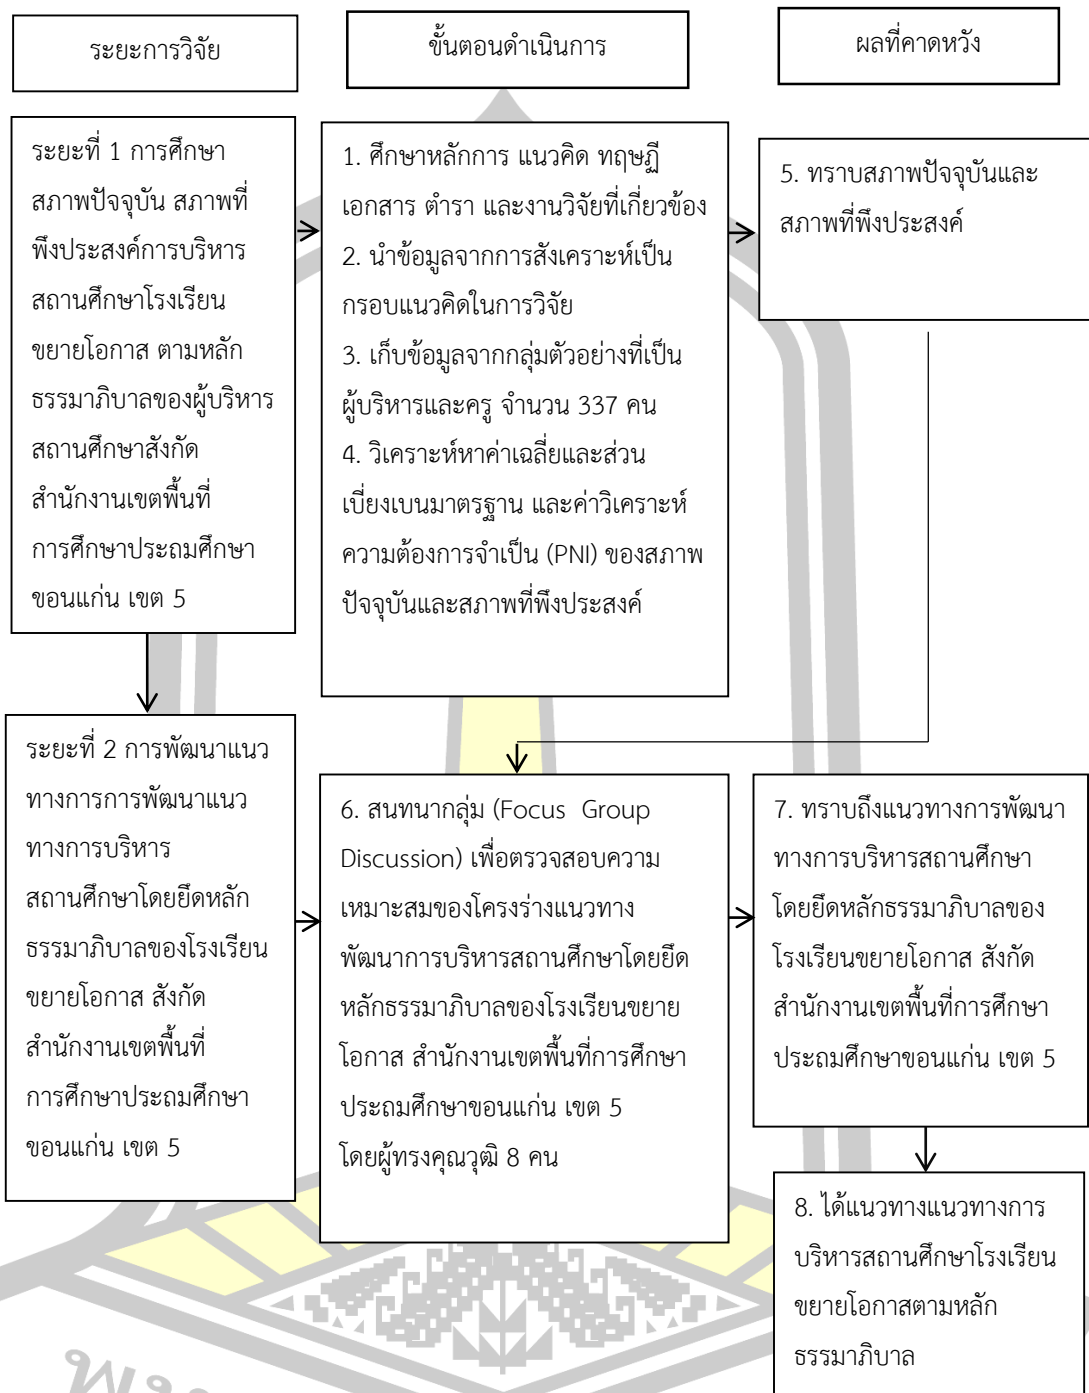 ระยะการวิจัย
ขั้นตอนดำเนินการ
ผลที่คาดหวัง
ระยะที่ 1 การศึกษา
สภาพปัจจุบัน สภาพที่
พึงประสงค์การบริหาร
สถานศึกษาโรงเรียน
ขยายโอกาส ตามหลัก
ธรรมาภิบาลของผู้บริหาร
สถานศึกษาสังกัด
สำนักงานเขตพื้นที่
การศึกษาประถมศึกษา
ขอนแก่น เขต 5
1. ศึกษาหลักการ แนวคิด ทฤษฏี
เอกสาร ตำรา และงานวิจัยที่เกี่ยวข้อง
2. นำข้อมูลจากการสังเคราะห์เป็น
กรอบแนวคิดในการวิจัย
3. เก็บข้อมูลจากกลุ่มตัวอย่างที่เป็น
ผู้บริหารและครู จำนวน 337 คน
4. วิเคราะห์หาค่าเฉลี่ยและส่วน
เบี่ยงเบนมาตรฐาน และค่าวิเคราะห์
ความต้องการจำเป็น (PNI) ของสภาพ
ปัจจุบันและสภาพที่พึงประสงค์
5. ทราบสภาพปัจจุบันและ
สภาพที่พึงประสงค์
ระยะที่ 2 การพัฒนาแนว
ทางการการพัฒนาแนว
ทางการบริหาร
สถานศึกษาโดยยึดหลัก
ธรรมาภิบาลของโรงเรียน
ขยายโอกาส สังกัด
สำนักงานเขตพื้นที่
การศึกษาประถมศึกษา
ขอนแก่น เขต 5
6. สนทนากลุ่ม (Focus Group
Discussion) เพื่อตรวจสอบความ
เหมาะสมของโครงร่างแนวทาง
พัฒนาการบริหารสถานศึกษาโดยยึด
หลักธรรมาภิบาลของโรงเรียนขยาย
โอกาส สำนักงานเขตพื้นที่การศึกษา
ประถมศึกษาขอนแก่น เขต 5
โดยผู้ทรงคุณวุฒิ 8 คน
7. ทราบถึงแนวทางการพัฒนา
ทางการบริหารสถานศึกษา
โดยยึดหลักธรรมาภิบาลของ
โรงเรียนขยายโอกาส สังกัด
สำนักงานเขตพื้นที่การศึกษา
ประถมศึกษาขอนแก่น เขต 5
8. ได้แนวทางแนวทางการ
บริหารสถานศึกษาโรงเรียน
ขยายโอกาสตามหลัก
ธรรมาภิบาล